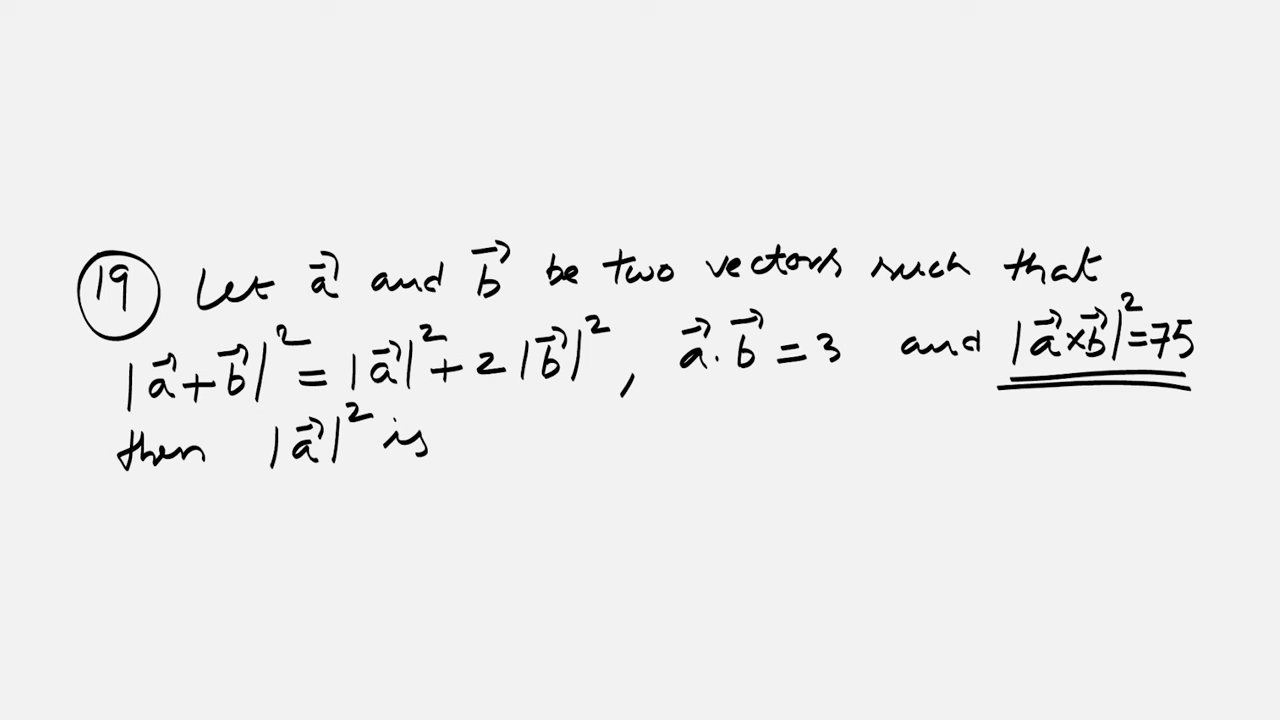 19 Let a⃗ and b⃗ be two vectors such that
|a⃗+b⃗|² = |a⃗|² + 2|b⃗|², a⃗.b⃗ = 3 and |a⃗×b⃗|²=75
then |a⃗|² is